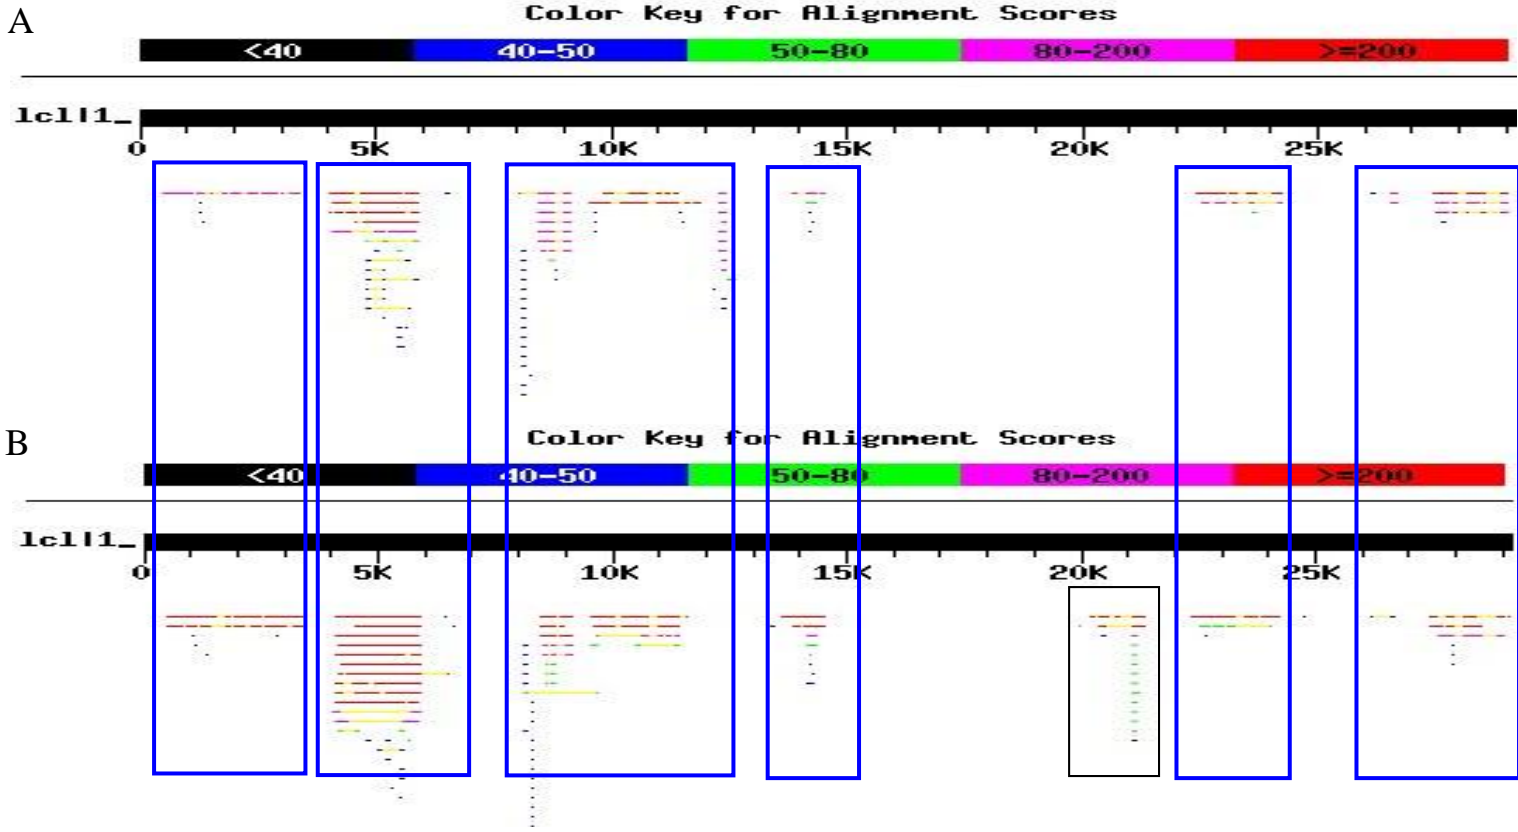 A
Color Key for Alignment Scores
<40 40-50 50-80 80-200 >=200
lcl|1_
0 5K 10K 15K 20K 25K
B
Color Key for Alignment Scores
<40 40-50 50-80 80-200 >=200
lcl|1_
0 5K 10K 15K 20K 25K